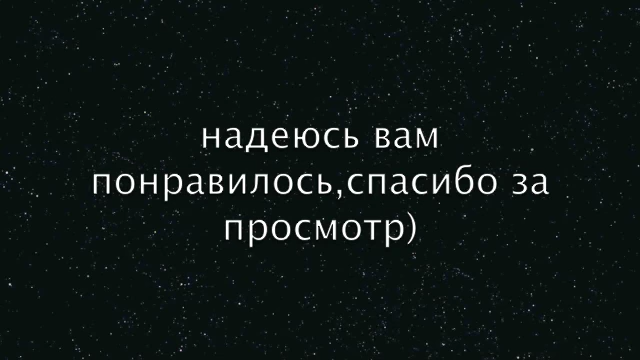 надеюсь вам
понравилось,спасибо за
просмотр)